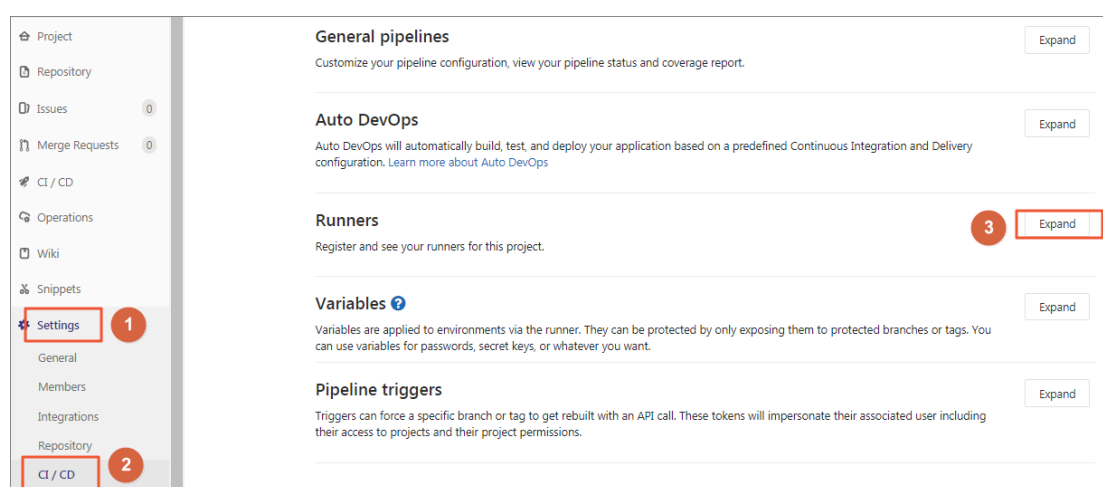 Project
Repository
Issues 0
Merge Requests 0
CI / CD
Operations
Wiki
Snippets
Settings 1
General
Members
Integrations
Repository
CI / CD 2
General pipelines
Expand
Customize your pipeline configuration, view your pipeline status and coverage report.
Auto DevOps
Expand
Auto DevOps will automatically build, test, and deploy your application based on a predefined Continuous Integration and Delivery
configuration. Learn more about Auto DevOps
Runners
3 Expand
Register and see your runners for this project.
Variables ?
Expand
Variables are applied to environments via the runner. They can be protected by only exposing them to protected branches or tags. You
can use variables for passwords, secret keys, or whatever you want.
Pipeline triggers
Expand
Triggers can force a specific branch or tag to get rebuilt with an API call. These tokens will impersonate their associated user including
their access to projects and their project permissions.